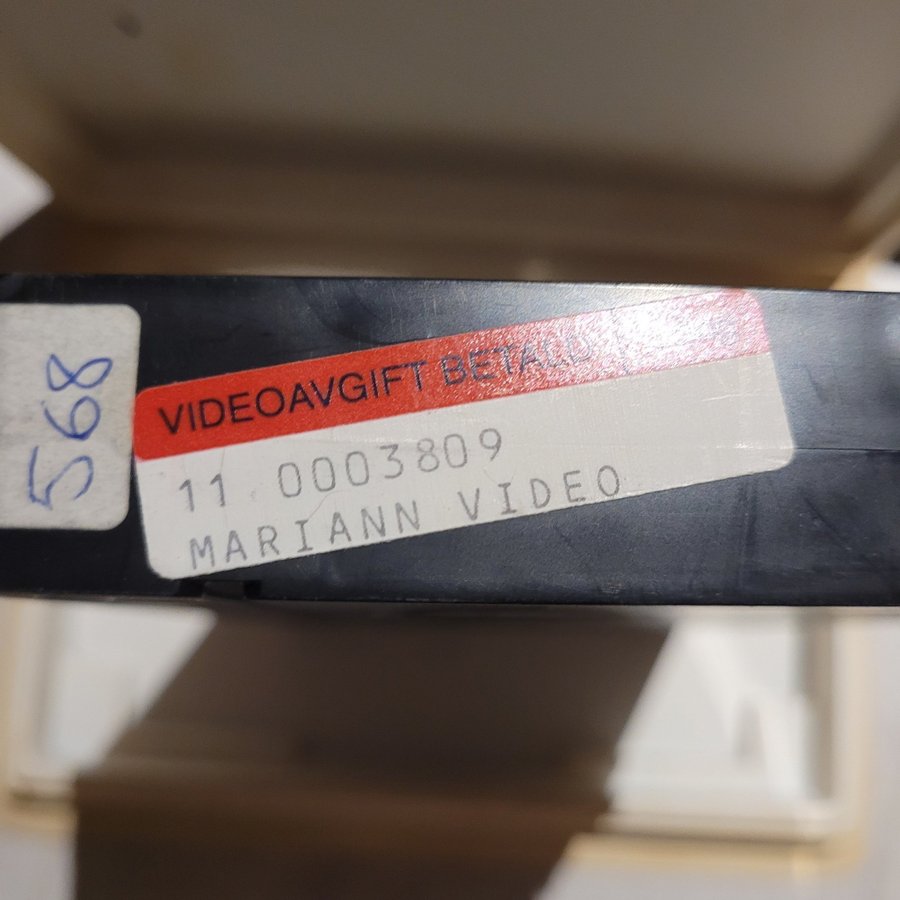 568
VIDEOAVGIFT BETALD
11 0003809
MARIANN VIDEO